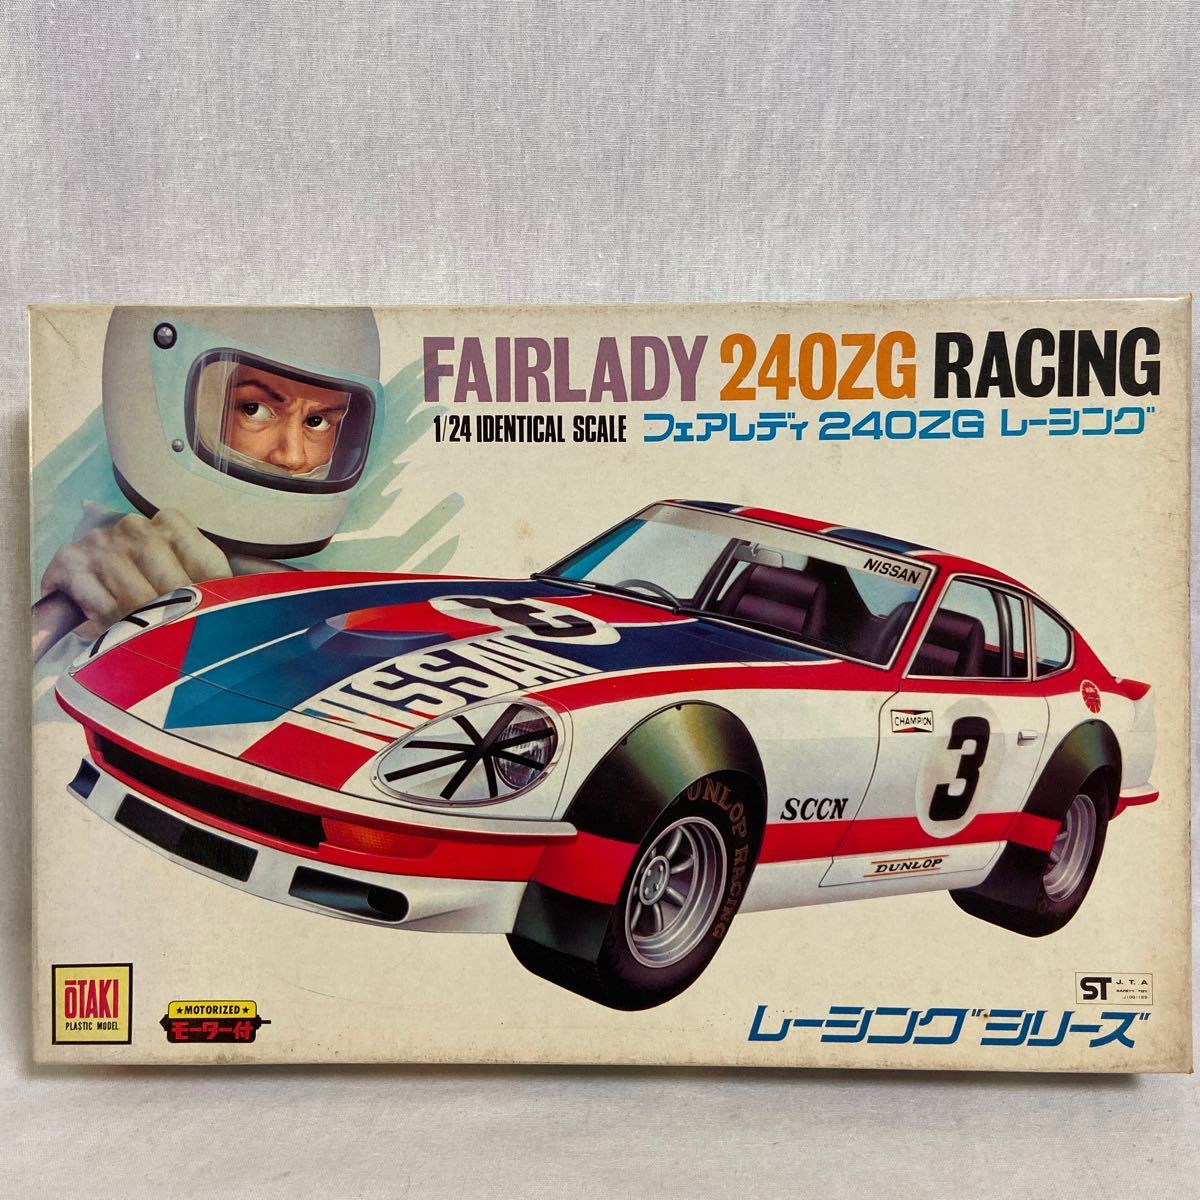 FAIRLADY 240ZG RACING
1/24 IDENTICAL SCALE フェアレディ 240ZG レーシング
NISSAN
3
NISSAN
CHAMPION
3
DUNLOP RACING
SCCN
DUNLOP
ST J. T. A
SAFETY TOY
ŌTAKI
PLASTIC MODEL
★MOTORIZED★
モーター付
レーシングシリーズ